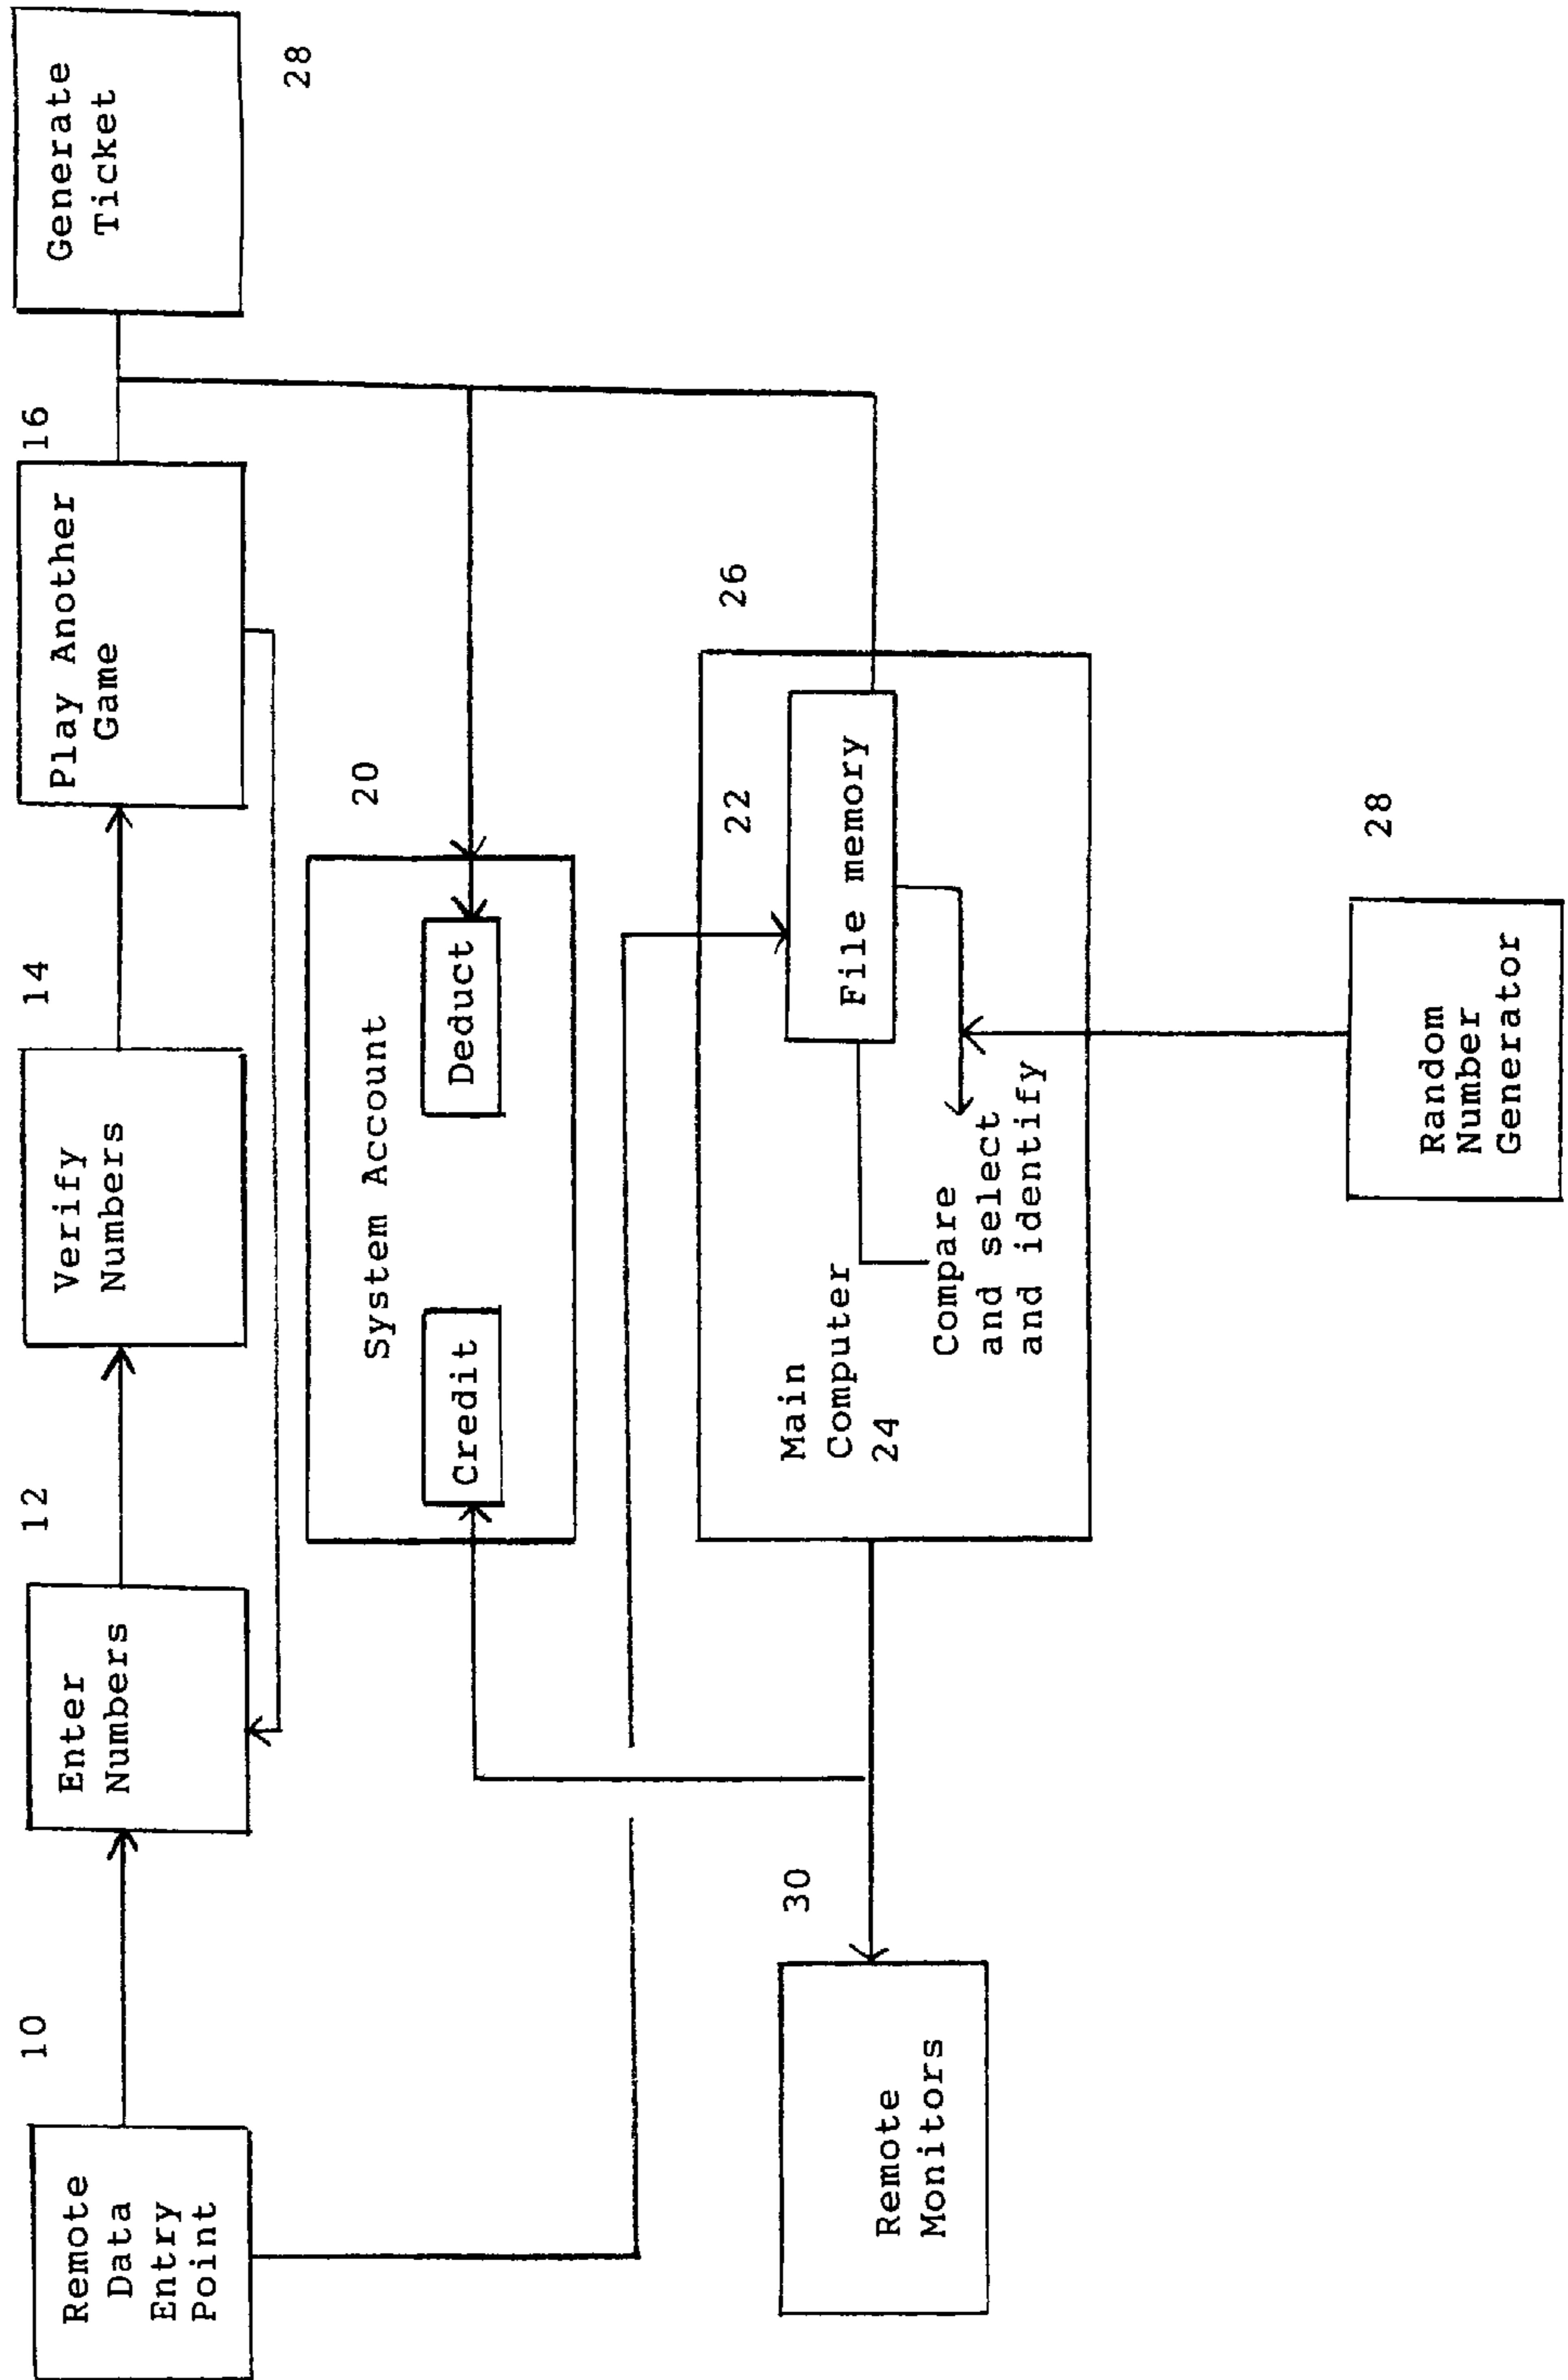 10
Remote
Data
Entry
Point
12
Enter
Numbers
14
Verify
Numbers
16
Play Another
Game
28
Generate
Ticket
20
System Account
Credit
Deduct
26
22
File memory
Main
Computer
24
Compare
and select
and identify
30
Remote
Monitors
28
Random
Number
Generator